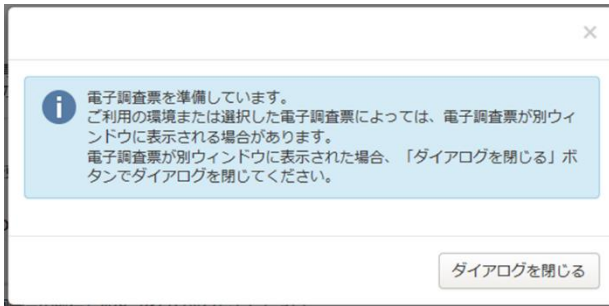 ×
電子調査票を準備しています。
ご利用の環境または選択した電子調査票によっては、電子調査票が別ウィ
ンドウに表示される場合があります。
電子調査票が別ウィンドウに表示された場合、「ダイアログを閉じる」ボ
タンでダイアログを閉じてください。
ダイアログを閉じる